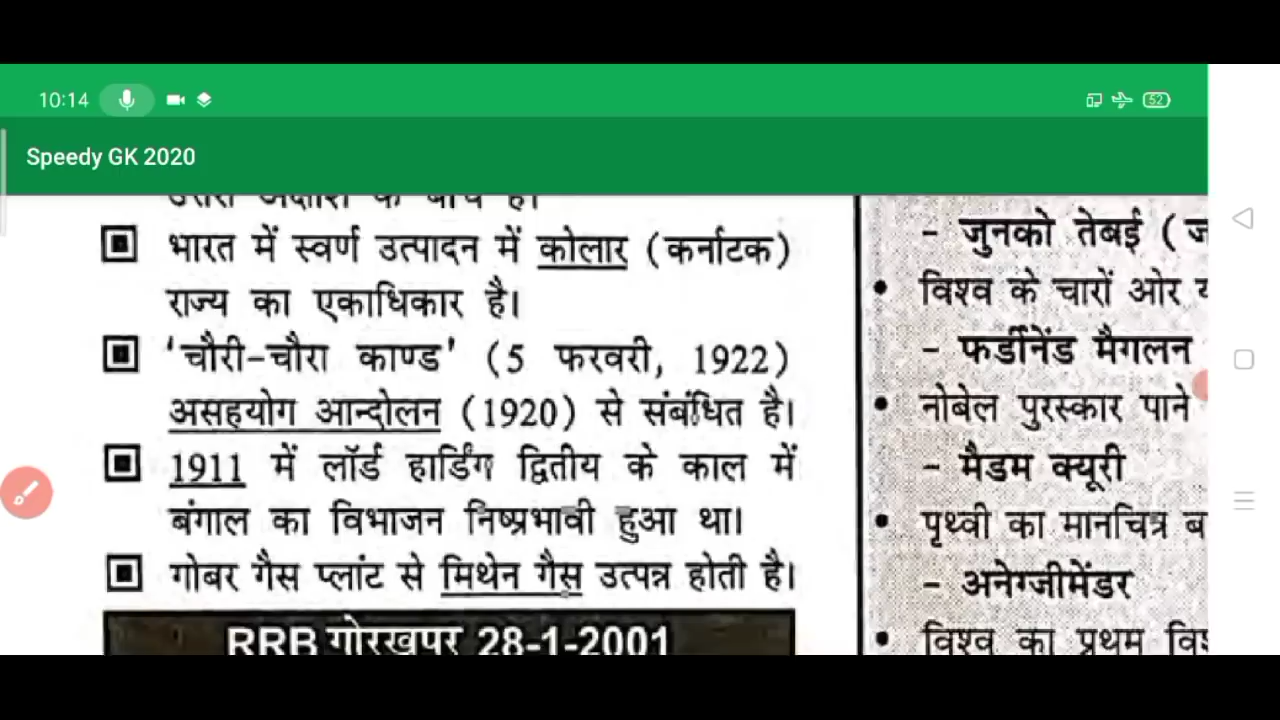 10:14
52
Speedy GK 2020
भारत में स्वर्ण उत्पादन में कोलार (कर्नाटक)
राज्य का एकाधिकार है।
'चौरी-चौरा काण्ड' (5 फरवरी, 1922)
असहयोग आन्दोलन (1920) से संबंधित है।
1911 में लॉर्ड हार्डिंग द्वितीय के काल में
बंगाल का विभाजन निष्प्रभावी हुआ था।
गोबर गैस प्लांट से मिथेन गैस उत्पन्न होती है।
RRB गोरखपुर 28-1-2001
- जुनको तेबई (
• विश्व के चारों ओर
- फर्डीनेंड मैगलन
• नोबेल पुरस्कार पाने
- मैडम क्यूरी
• पृथ्वी का मानचित्र
- अनेग्जीमेंडर
• विश्व का प्रथम